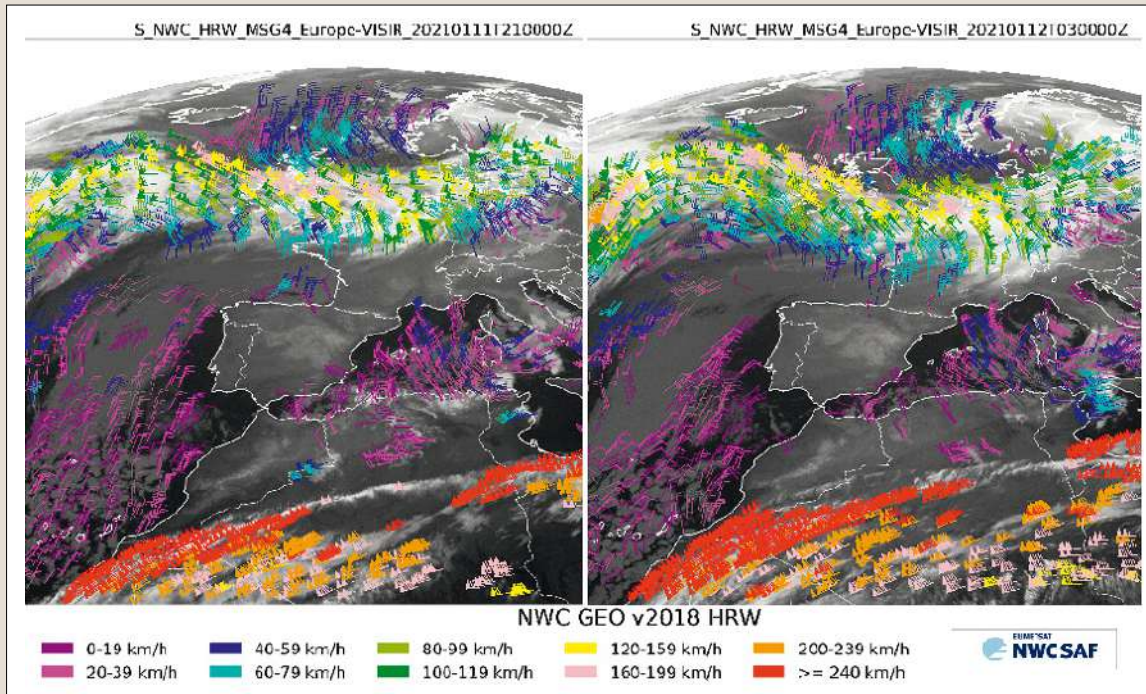 S_NWC_HRW_MSG4_Europe-VISIR_20210111T210000Z
S_NWC_HRW_MSG4_Europe-VISIR_20210112T030000Z
NWC GEO v2018 HRW
0-19 km/h
40-59 km/h
80-99 km/h
120-159 km/h
200-239 km/h
20-39 km/h
60-79 km/h
100-119 km/h
160-199 km/h
>= 240 km/h
EUMETSAT
NWC SAF